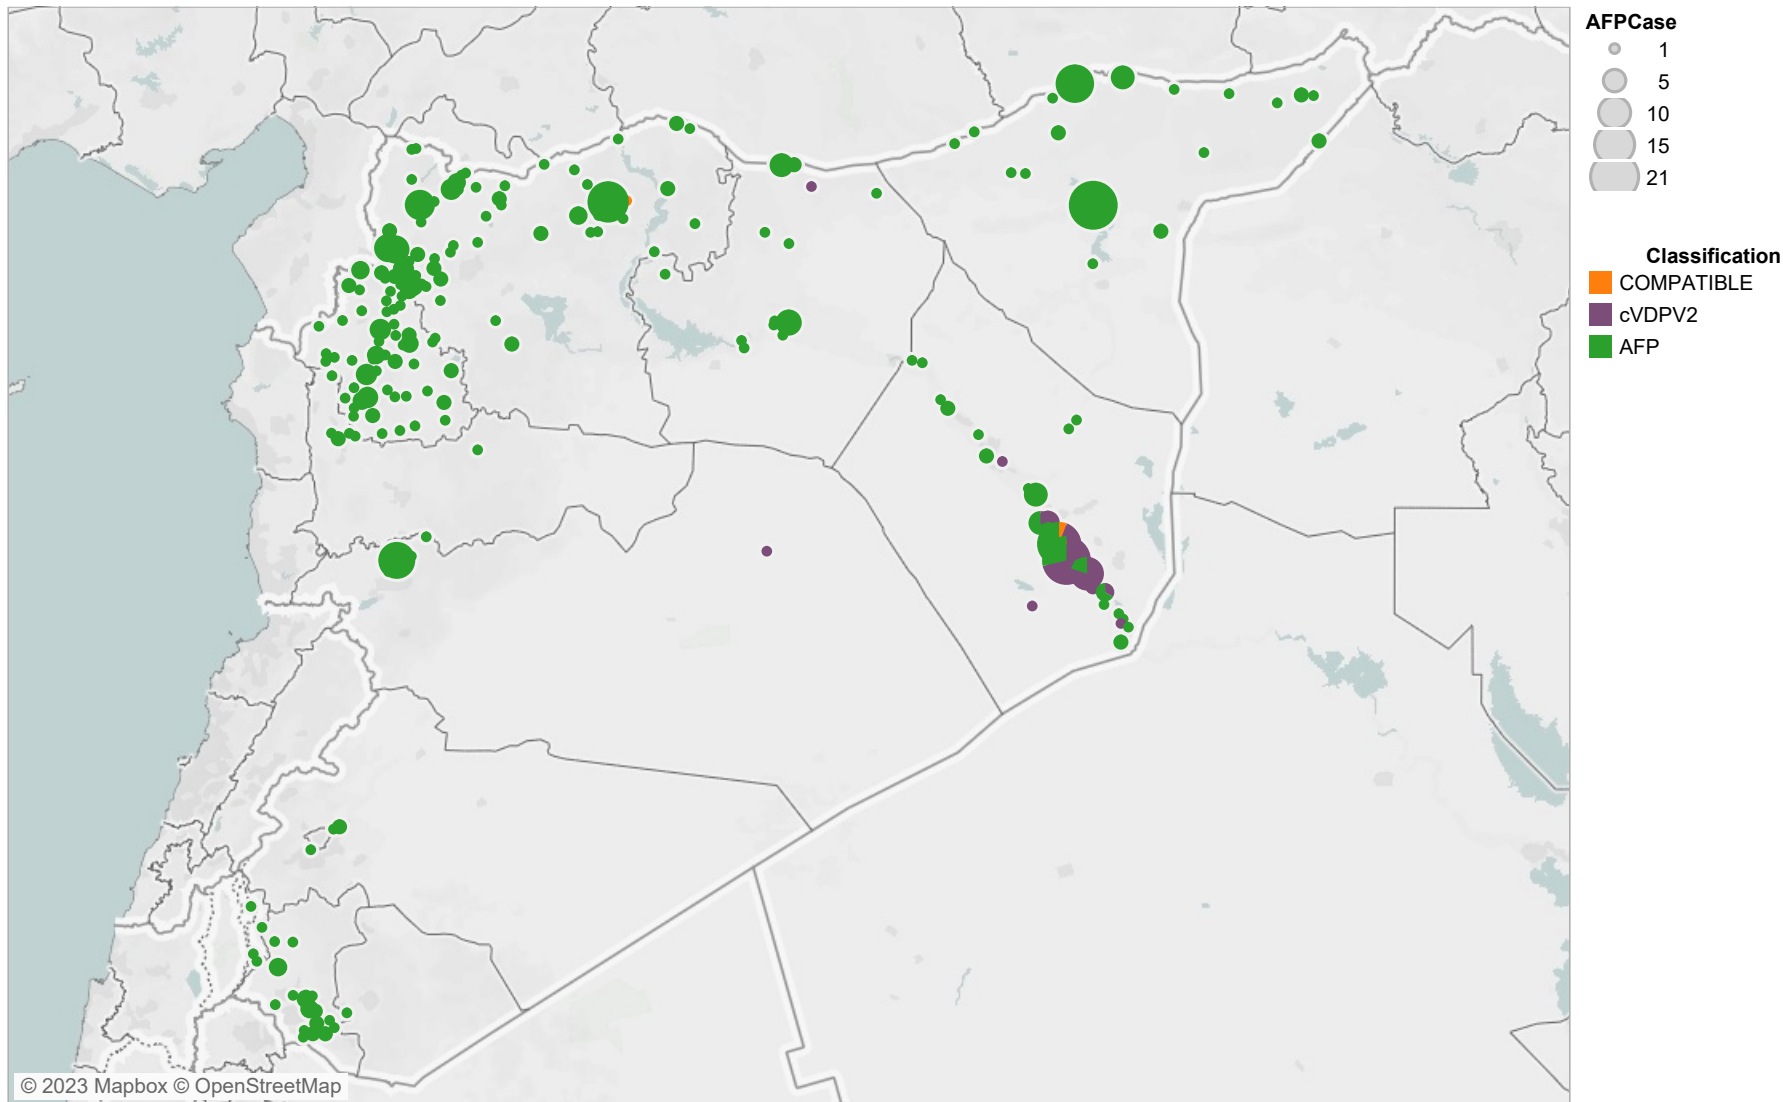 AFPCase
1
5
10
15
21
Classification
COMPATIBLE
cVDPV2
AFP
© 2023 Mapbox © OpenStreetMap